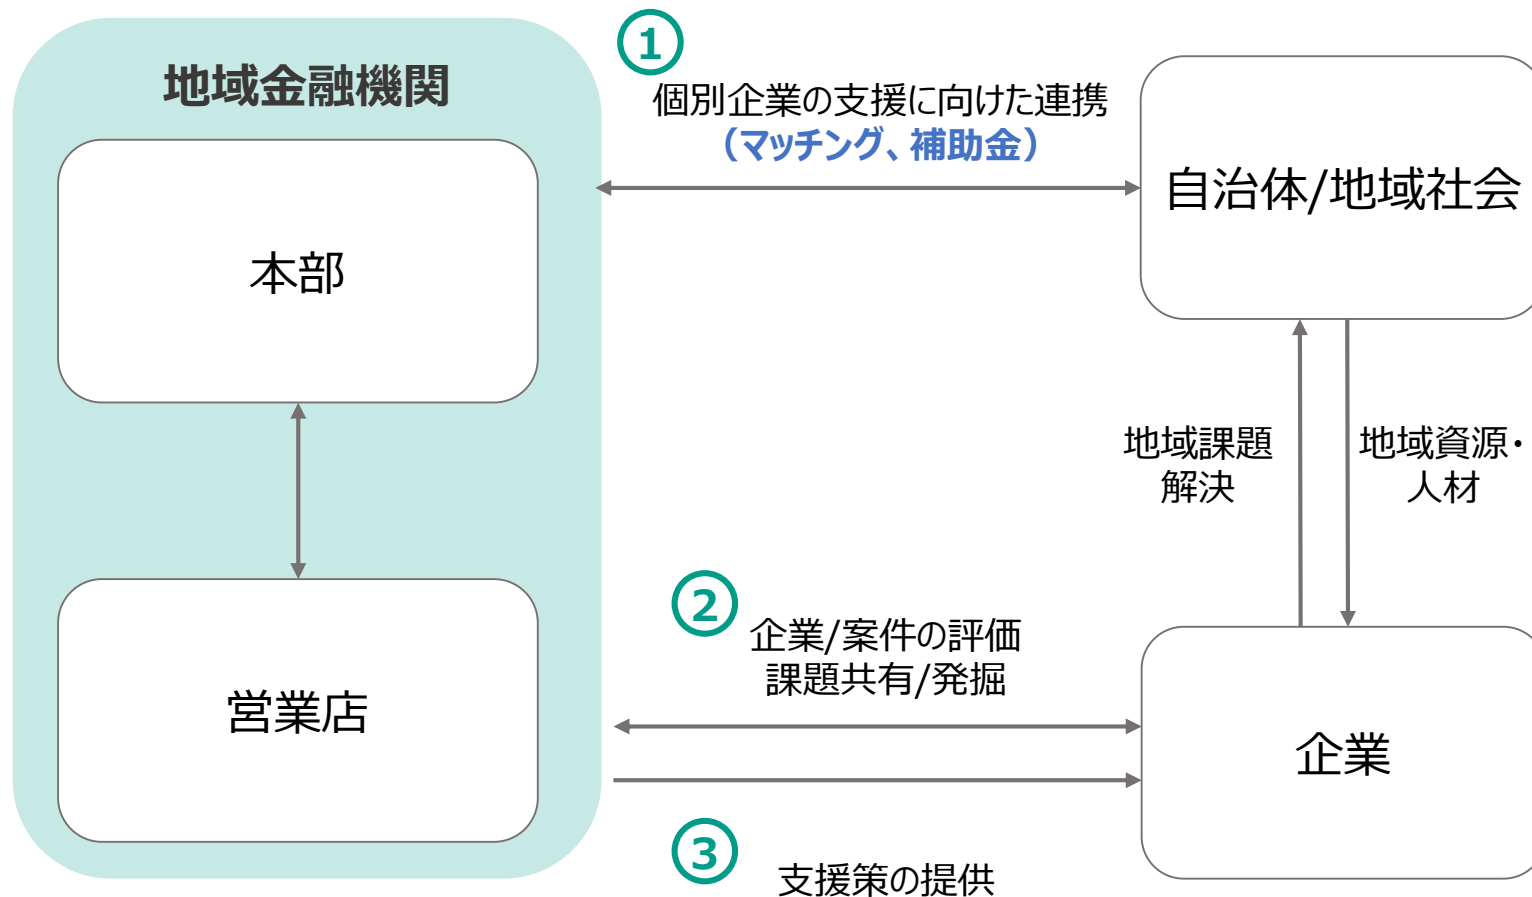 地域金融機関
本部
営業店
1
個別企業の支援に向けた連携
（マッチング、補助金）
自治体/地域社会
地域課題
解決
地域資源・
人材
2
企業/案件の評価
課題共有/発掘
企業
3
支援策の提供